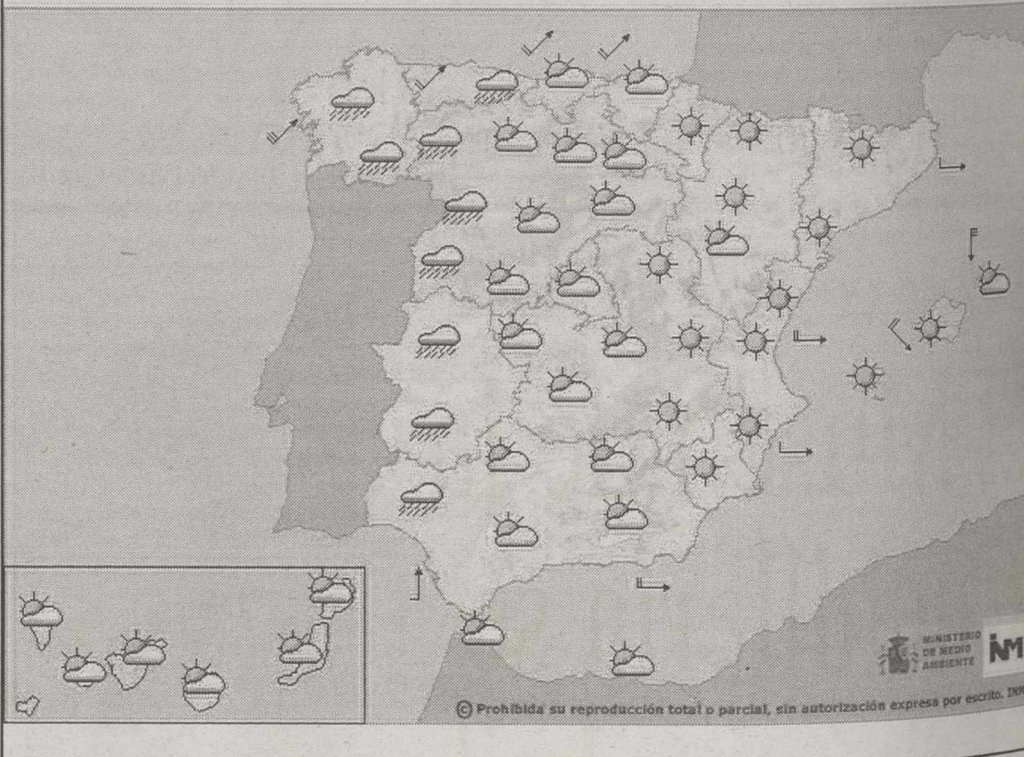 MINISTERIO
DE MEDIO
AMBIENTE
iNM
© Prohibida su reproducción total o parcial, sin autorización expresa por escrito.